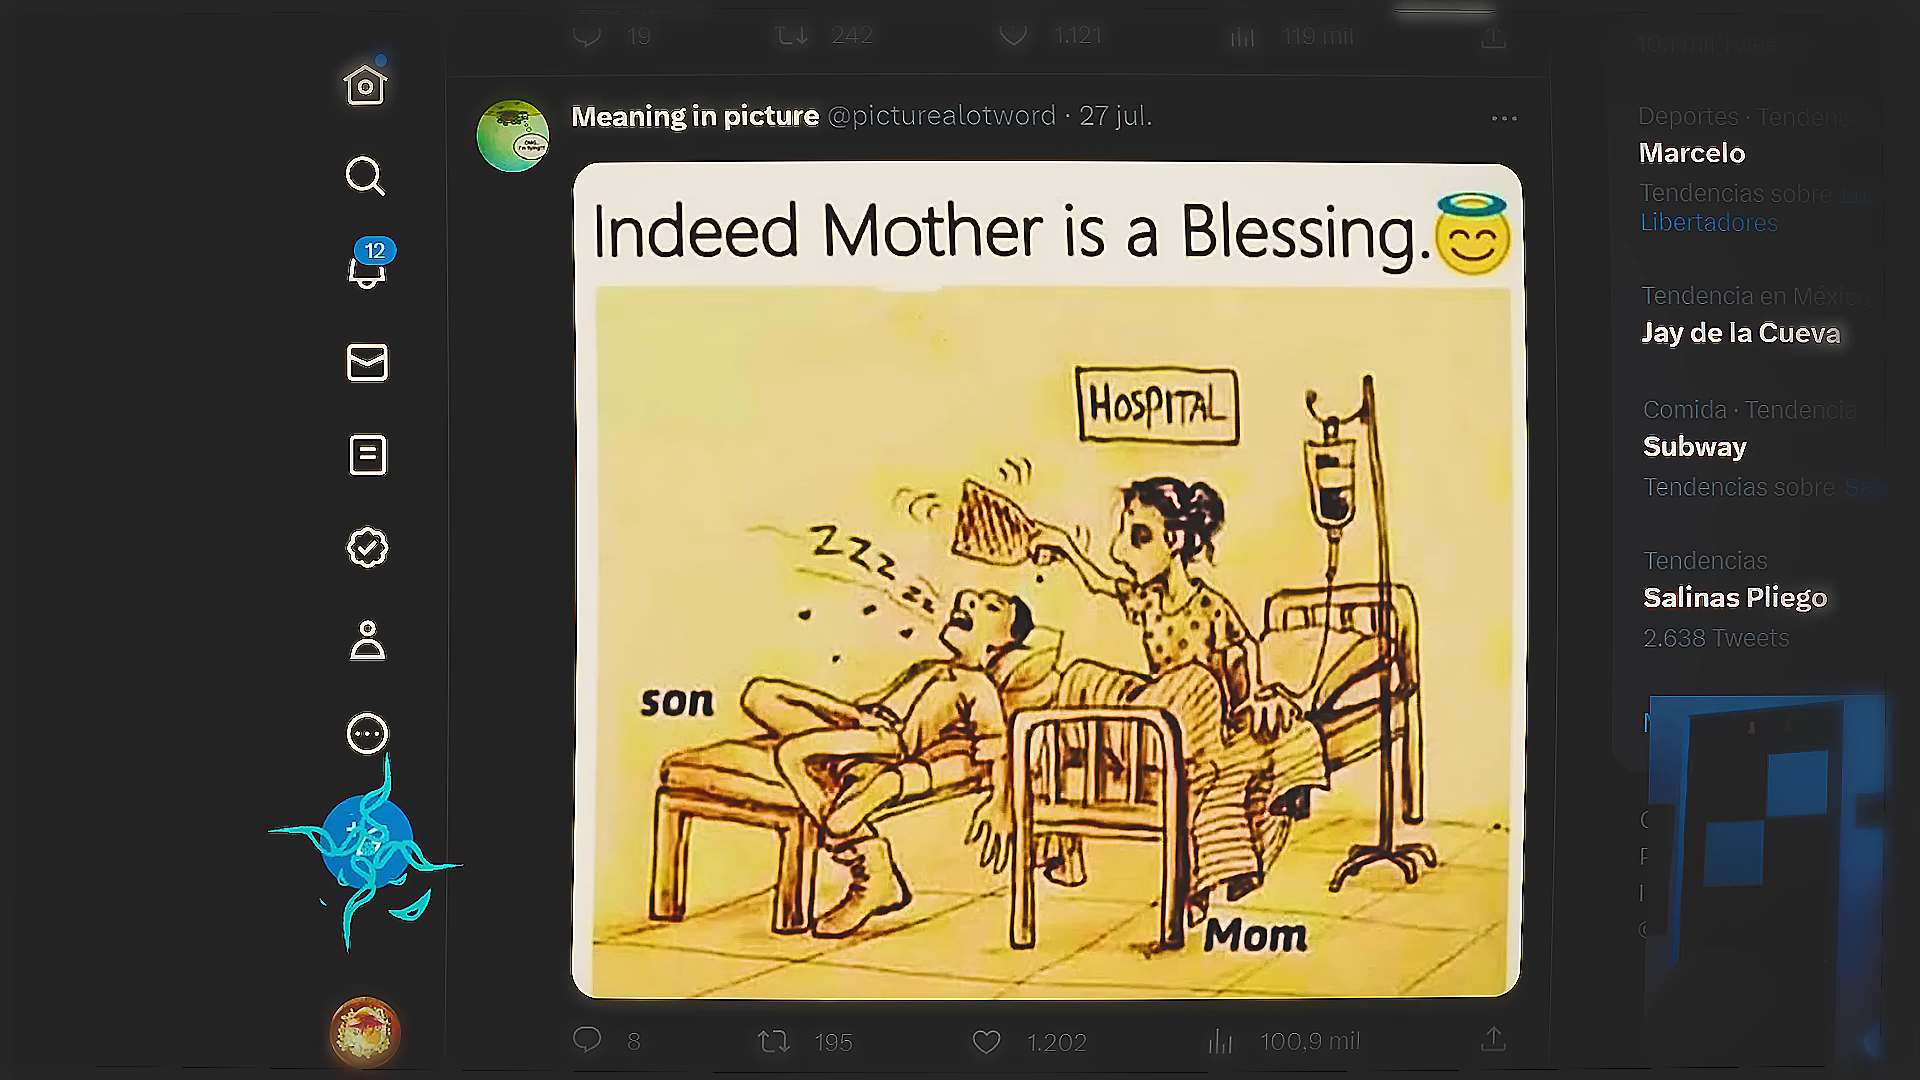 19 242 1.121 119 mil
Meaning in picture @picturealotword · 27 jul.
Indeed Mother is a Blessing.
HOSPITAL
zzzzz
son
Mom
8 195 1.202 100,9 mil
12
Deportes ·
Marcelo
Tendencias sobre
Libertadores
Tendencia en México
Jay de la Cueva
Comida · Tendencia
Subway
Tendencias sobre
Tendencias
Salinas Pliego
2.638 Tweets